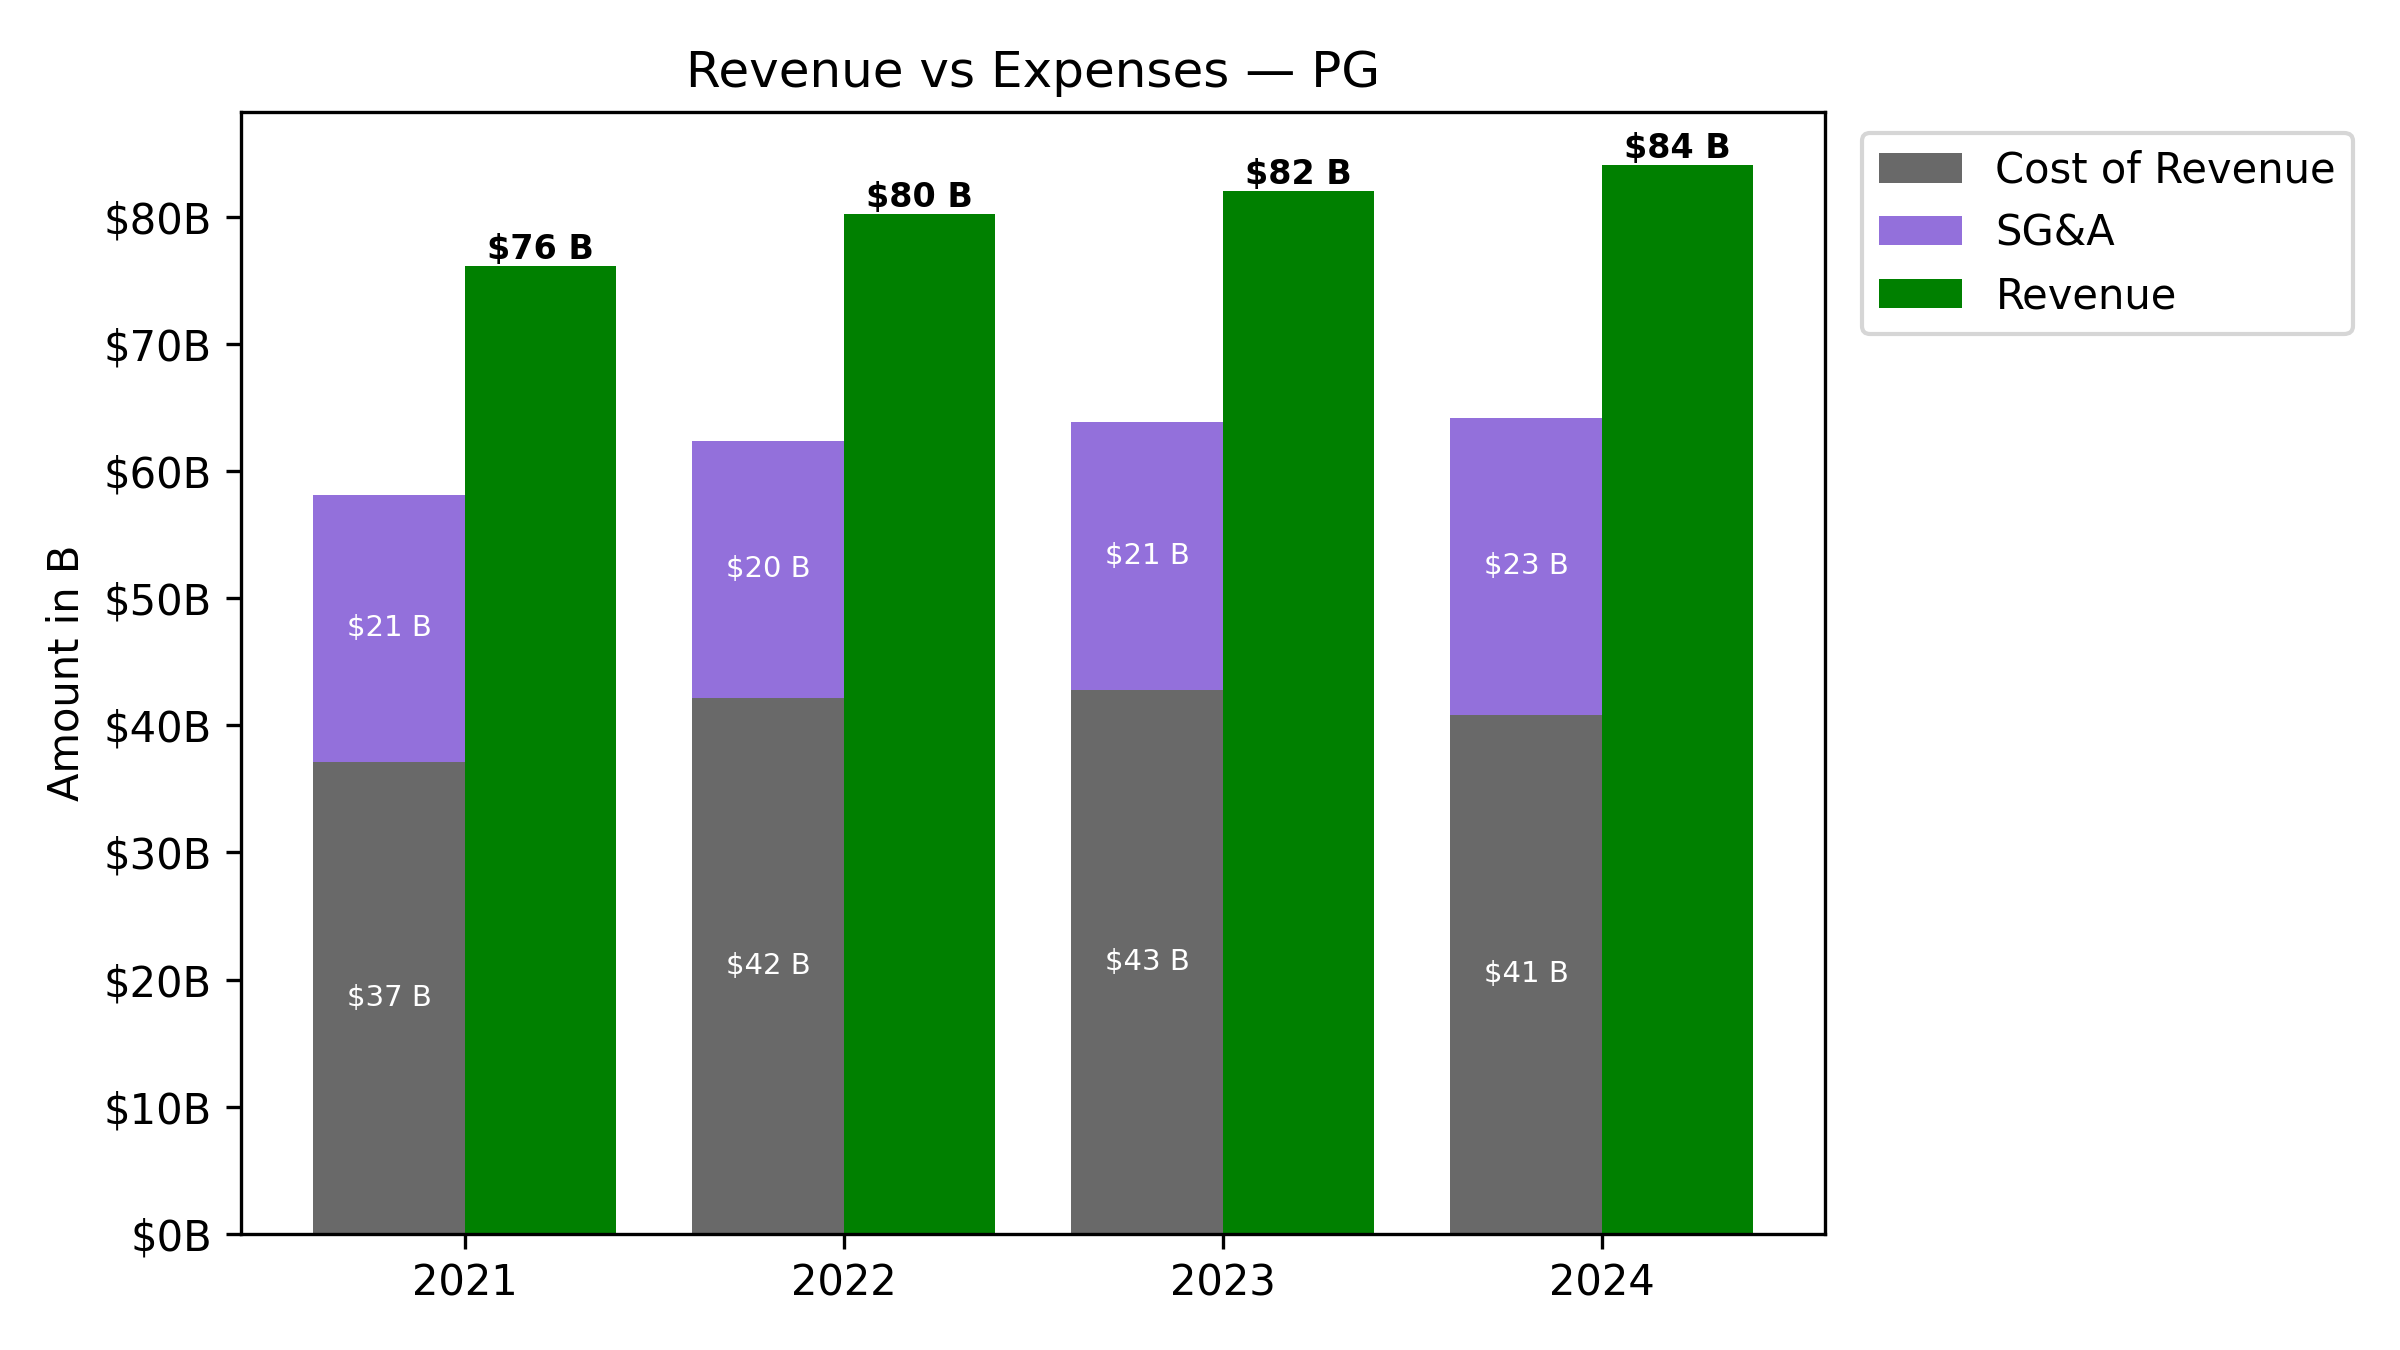 Revenue vs Expenses — PG
Amount in B
$80B
$70B
$60B
$50B
$40B
$30B
$20B
$10B
$0B
$76 B
$80 B
$82 B
$84 B
$21 B
$20 B
$21 B
$23 B
$37 B
$42 B
$43 B
$41 B
2021
2022
2023
2024
Cost of Revenue
SG&A
Revenue